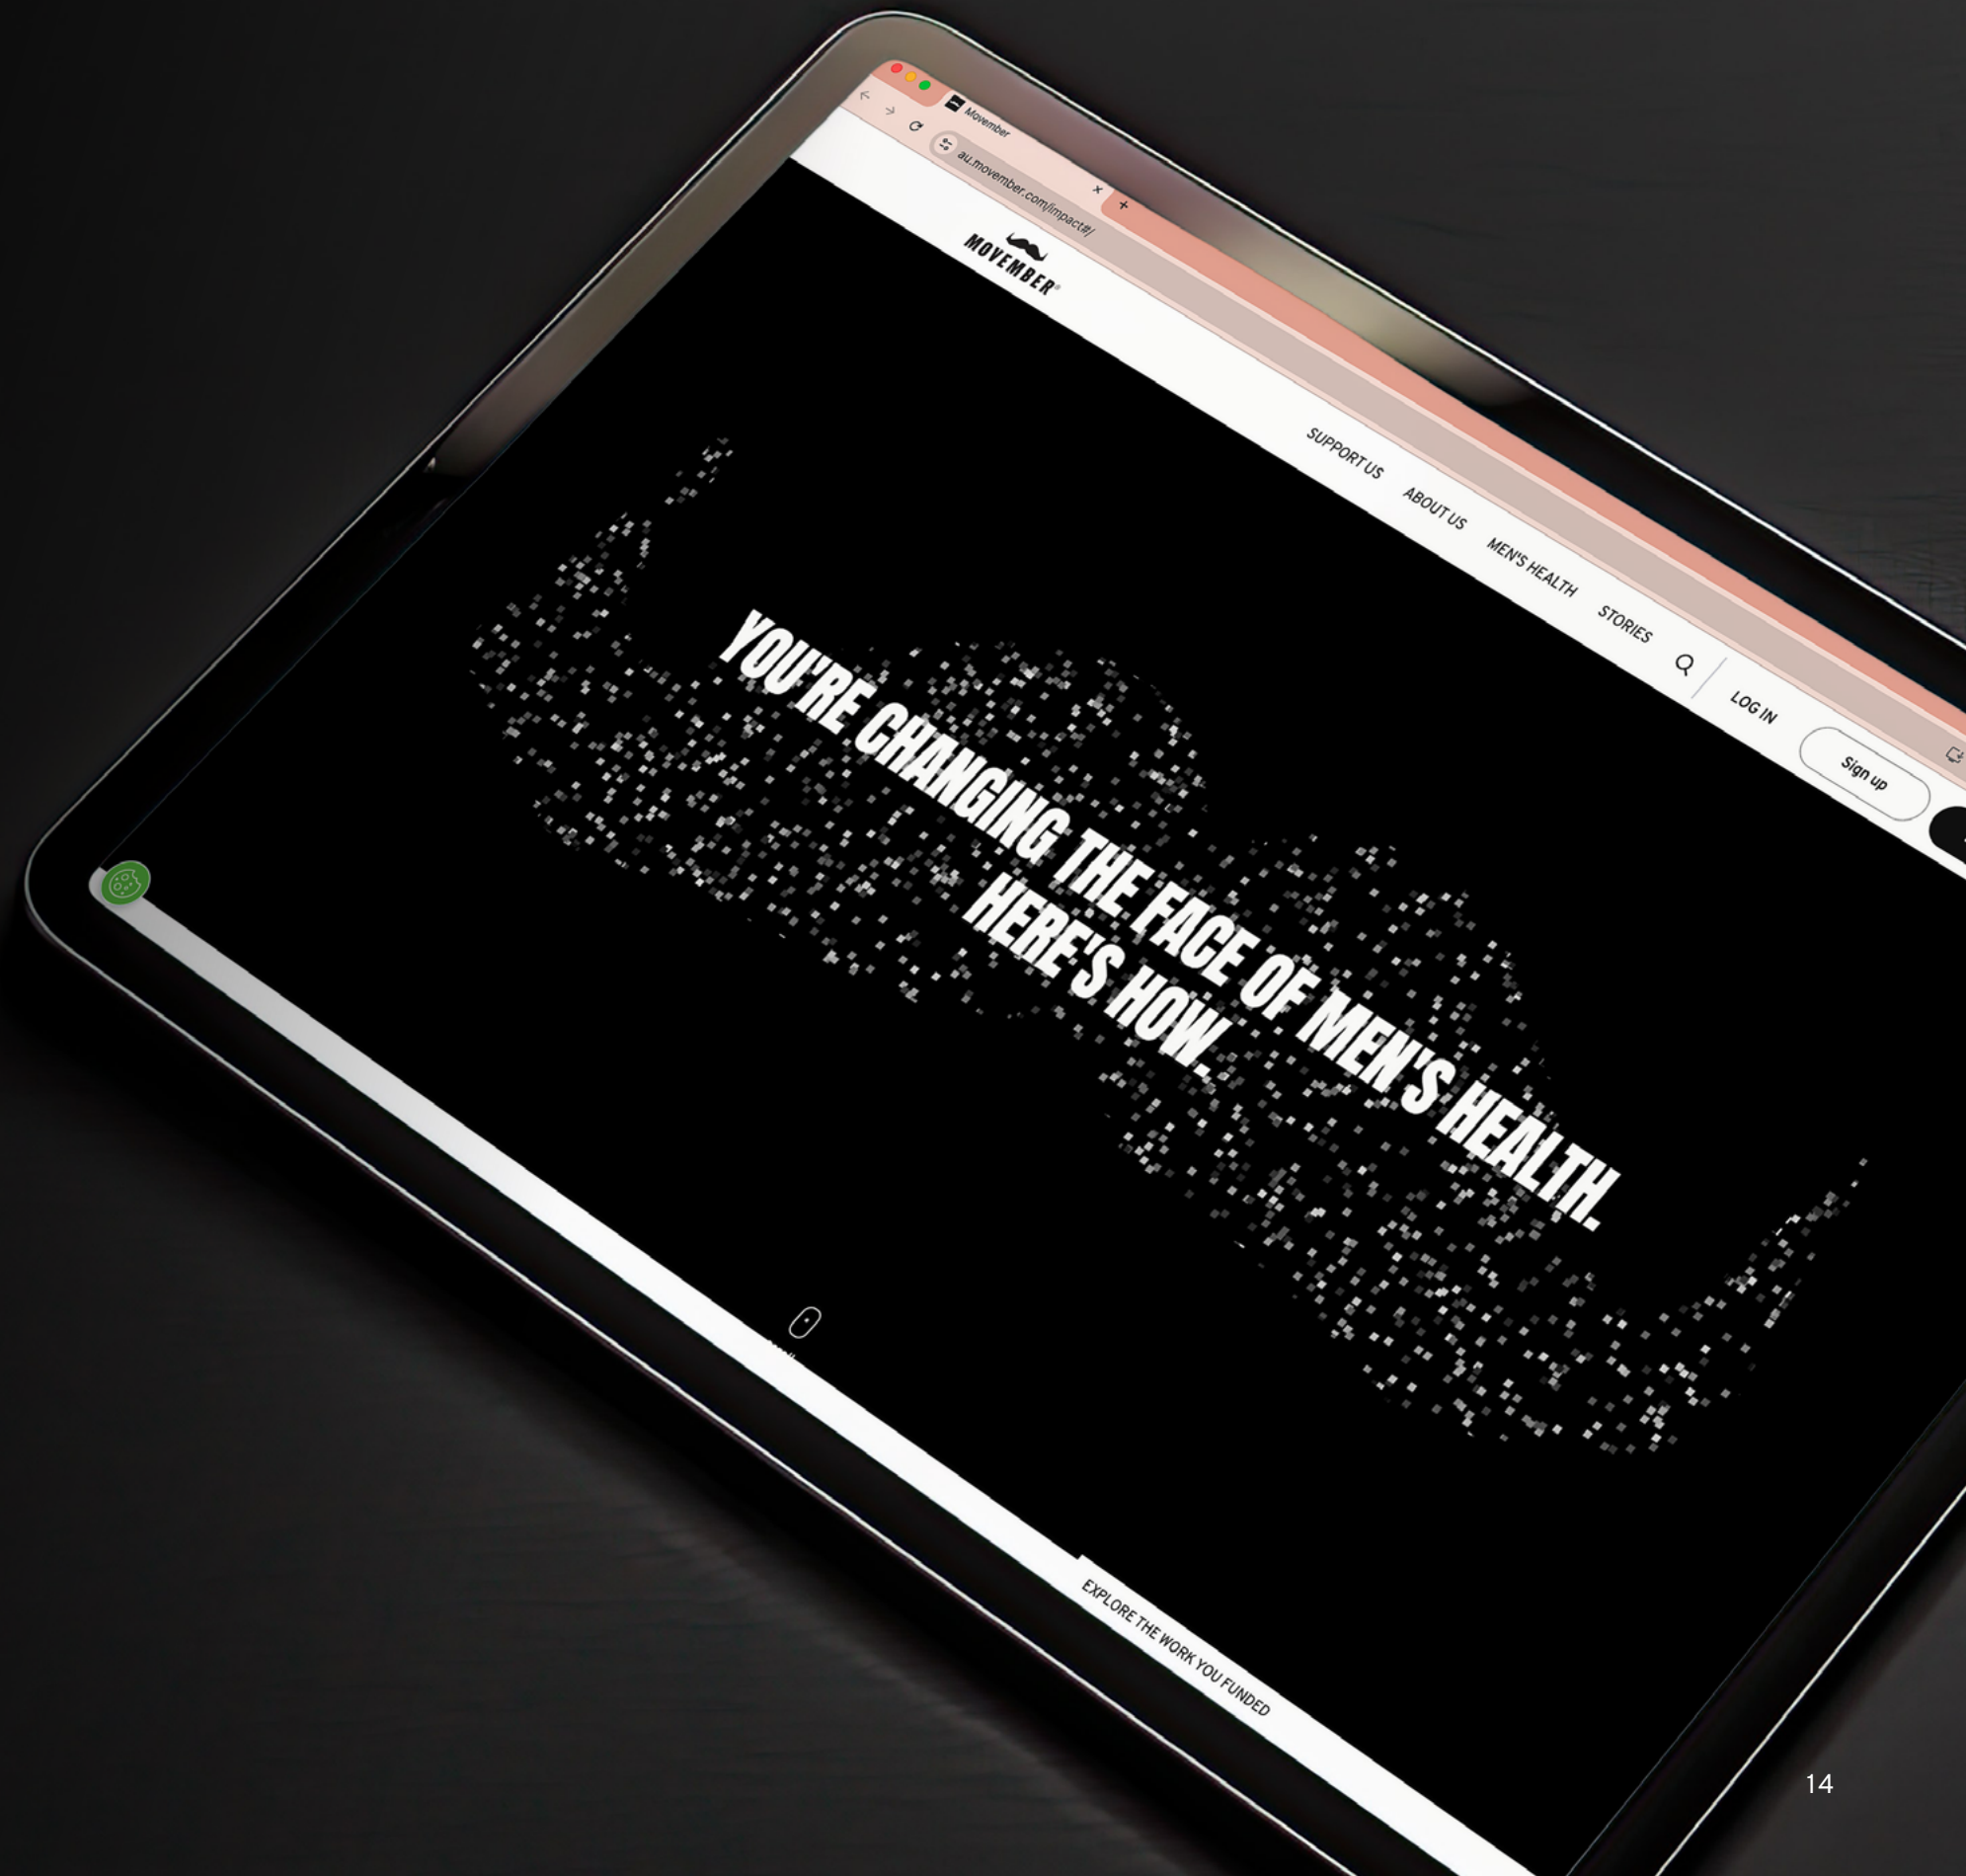 Movember
au.movember.com/impact#/
MOVEMBER®
SUPPORT US
ABOUT US
MEN'S HEALTH
STORIES
LOG IN
Sign up
YOU'RE CHANGING THE FACE OF MEN'S HEALTH.
HERE'S HOW.
EXPLORE THE WORK YOU FUNDED
14